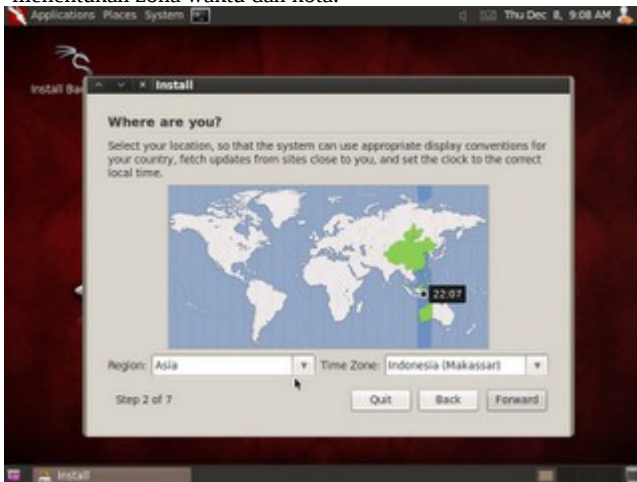 menentukan zona waktu dan kota.
Applications Places System
Thu Dec 8, 9:08 AM
Install Bac
Install
Where are you?
Select your location, so that the system can use appropriate display conventions for
your country, fetch updates from sites close to you, and set the clock to the correct
local time.
22:07
Region: Asia Time Zone: Indonesia (Makassar)
Step 2 of 7 Quit Back Forward
Install